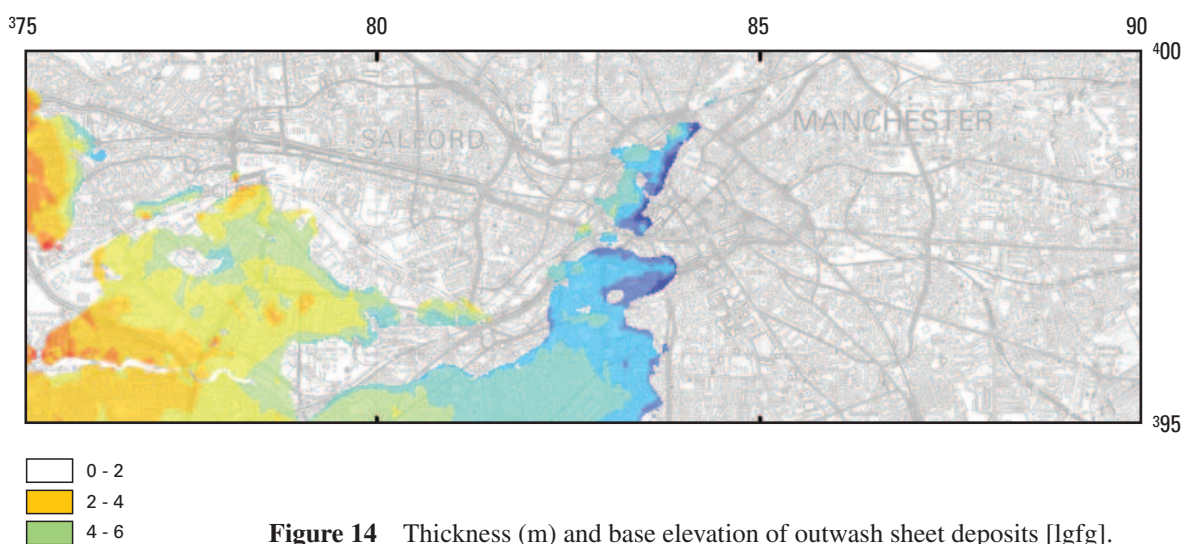 ³75 80 85 90
⁴00
SALFORD
MANCHESTER
³95
0 - 2
2 - 4
4 - 6
Figure 14 Thickness (m) and base elevation of outwash sheet deposits [lgfg].